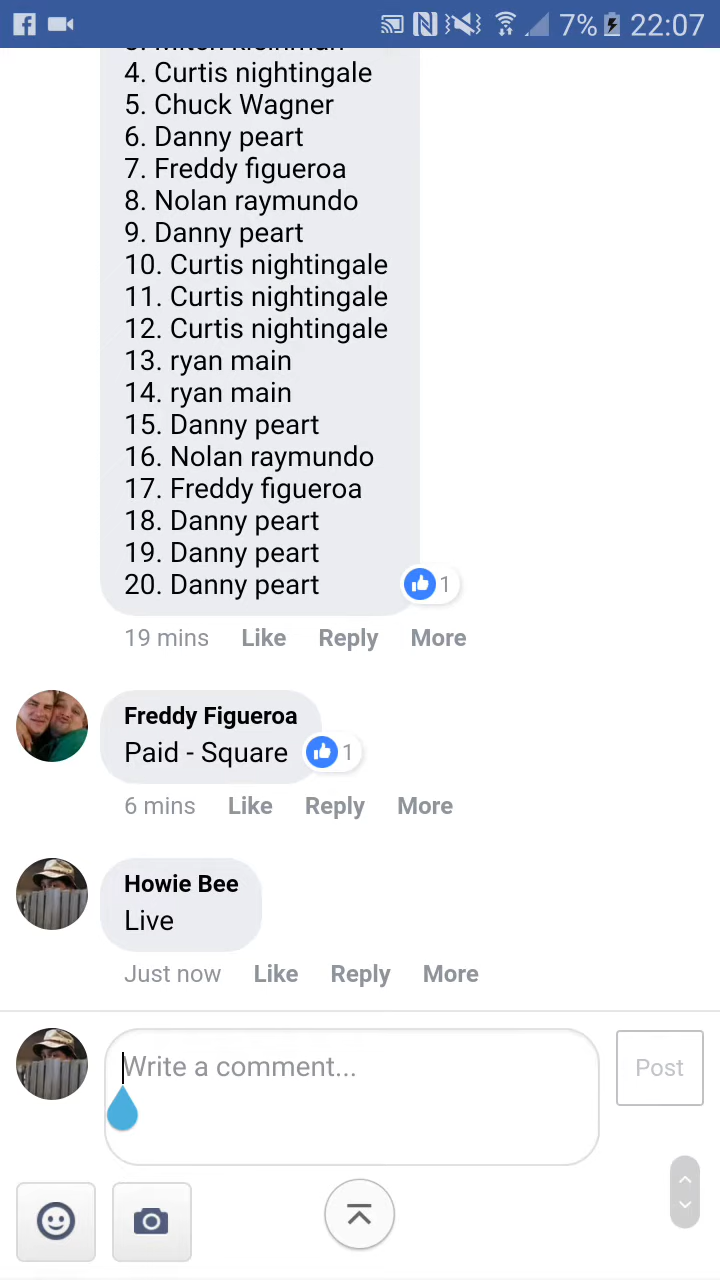 7% 22:07
4. Curtis nightingale
5. Chuck Wagner
6. Danny peart
7. Freddy figueroa
8. Nolan raymundo
9. Danny peart
10. Curtis nightingale
11. Curtis nightingale
12. Curtis nightingale
13. ryan main
14. ryan main
15. Danny peart
16. Nolan raymundo
17. Freddy figueroa
18. Danny peart
19. Danny peart
20. Danny peart
1
19 mins Like Reply More
Freddy Figueroa
Paid - Square 1
6 mins Like Reply More
Howie Bee
Live
Just now Like Reply More
Write a comment...
Post